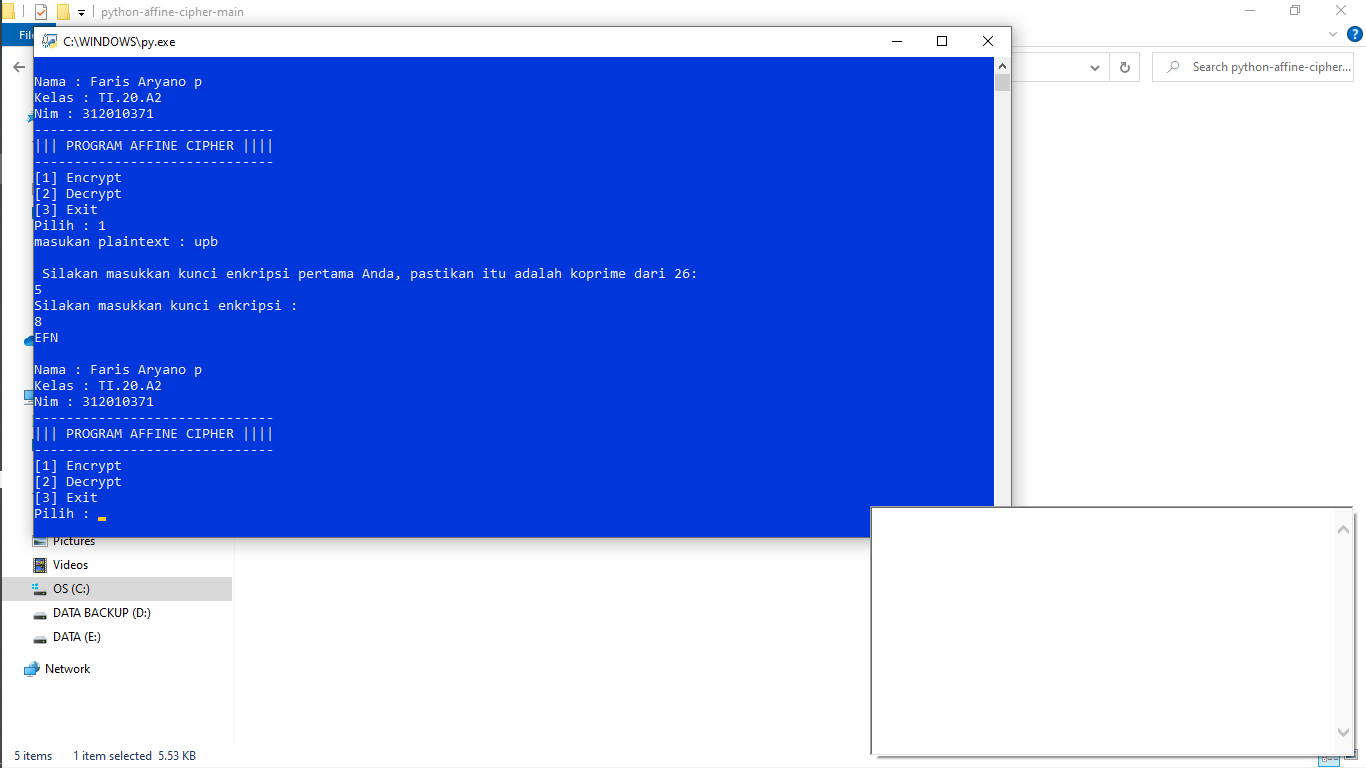 python-affine-cipher-main
Fil
C:\WINDOWS\py.exe
Search python-affine-cipher...
Nama : Faris Aryano p
Kelas : TI.20.A2
Nim : 312010371
------------------------------
||| PROGRAM AFFINE CIPHER ||||
------------------------------
[1] Encrypt
[2] Decrypt
[3] Exit
Pilih : 1
masukan plaintext : upb
Silakan masukkan kunci enkripsi pertama Anda, pastikan itu adalah koprime dari 26:
5
Silakan masukkan kunci enkripsi :
8
EFN
Nama : Faris Aryano p
Kelas : TI.20.A2
Nim : 312010371
------------------------------
||| PROGRAM AFFINE CIPHER ||||
------------------------------
[1] Encrypt
[2] Decrypt
[3] Exit
Pilih :
Pictures
Videos
OS (C:)
DATA BACKUP (D:)
DATA (E:)
Network
5 items
1 item selected 5.53 KB